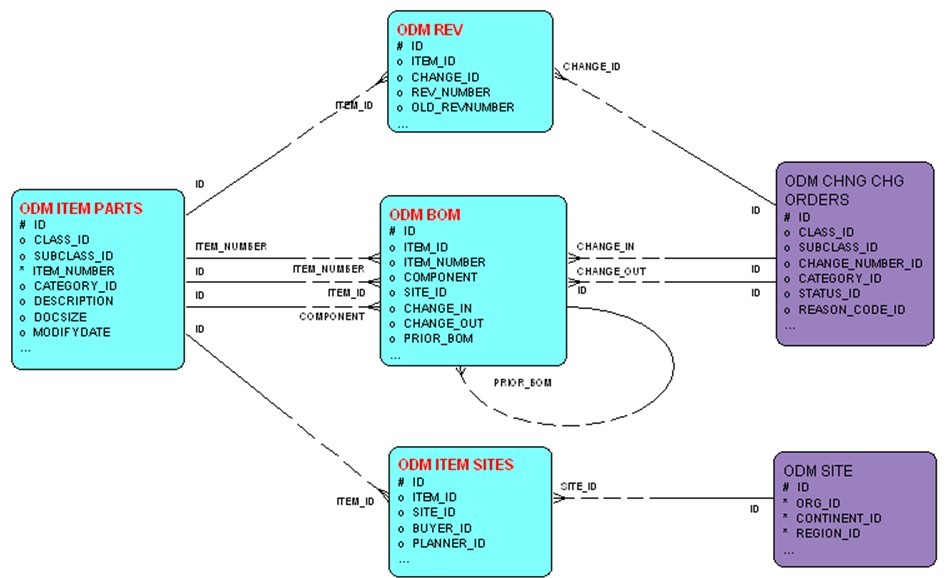 ODM REV
# ID
o ITEM_ID
o CHANGE_ID
o REV_NUMBER
o OLD_REVNUMBER
...
CHANGE_ID
ITEM_ID
ID
ID
ODM ITEM PARTS
# ID
o CLASS_ID
o SUBCLASS_ID
* ITEM_NUMBER
o CATEGORY_ID
o DESCRIPTION
o DOCSIZE
o MODIFYDATE
...
ITEM_NUMBER
ID
ITEM_NUMBER
ID
ITEM_ID
COMPONENT
ID
ODM BOM
# ID
o ITEM_ID
o ITEM_NUMBER
o COMPONENT
o SITE_ID
o CHANGE_IN
o CHANGE_OUT
o PRIOR_BOM
...
CHANGE_IN
ID
CHANGE_OUT
ID
ID
PRIOR_BOM
ODM CHNG CHG
ORDERS
# ID
o CLASS_ID
o SUBCLASS_ID
o CHANGE_NUMBER_ID
o CATEGORY_ID
o STATUS_ID
o REASON_CODE_ID
...
ITEM_ID
ODM ITEM SITES
# ID
o ITEM_ID
o SITE_ID
o BUYER_ID
o PLANNER_ID
...
SITE_ID
ID
ODM SITE
# ID
* ORG_ID
* CONTINENT_ID
* REGION_ID
...